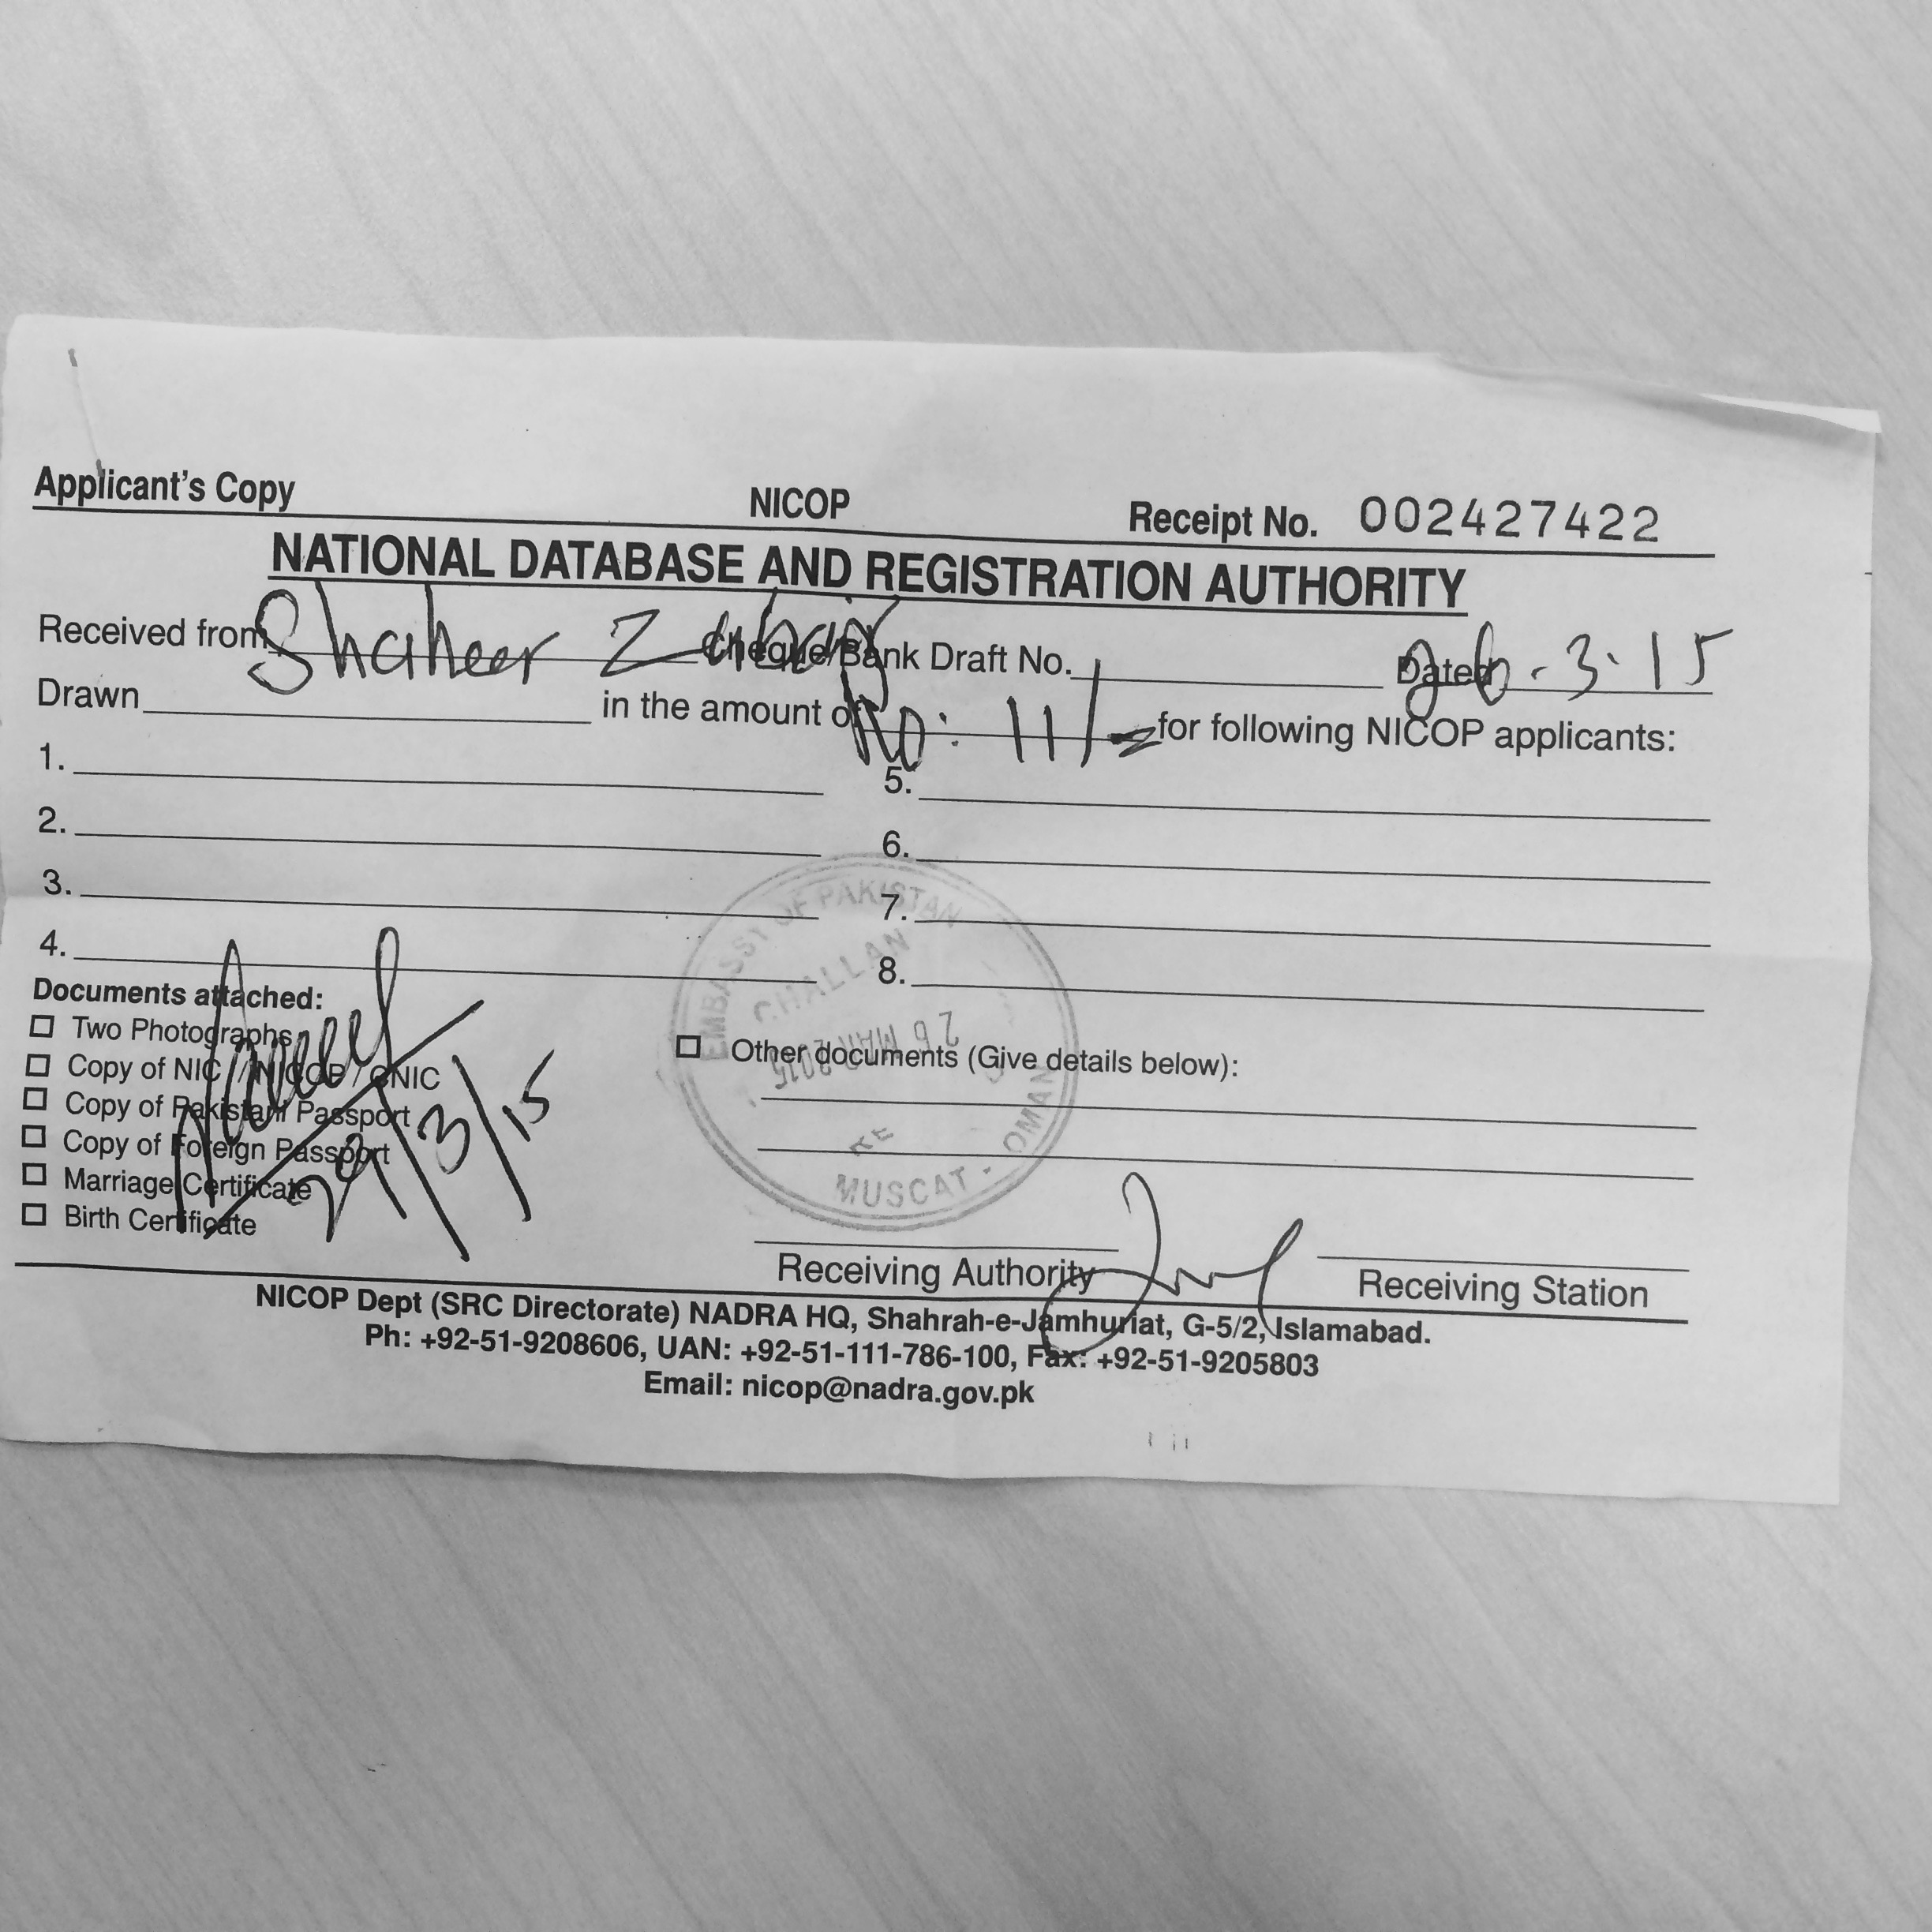 Applicant's Copy NICOP Receipt No. 002427422
NATIONAL DATABASE AND REGISTRATION AUTHORITY
Received from Shaheer Cheque/Bank Draft No. Dated 26.3.15
Drawn in the amount of Ro: 11/= for following NICOP applicants:
1. 5.
2. 6.
3. 7.
4. 8.
EMBASSY OF PAKISTAN
CHALLAN
26 MAR 2015
MUSCAT - OMAN
Documents attached:
Two Photographs
Copy of NIC / NICOP / CNIC
Copy of Pakistani Passport
Copy of Foreign Passport
Marriage Certificate
Birth Certificate
29/3/15
Other documents (Give details below):
Receiving Authority Receiving Station
NICOP Dept (SRC Directorate) NADRA HQ, Shahrah-e-Jamhuriat, G-5/2, Islamabad.
Ph: +92-51-9208606, UAN: +92-51-111-786-100, Fax: +92-51-9205803
Email: nicop@nadra.gov.pk